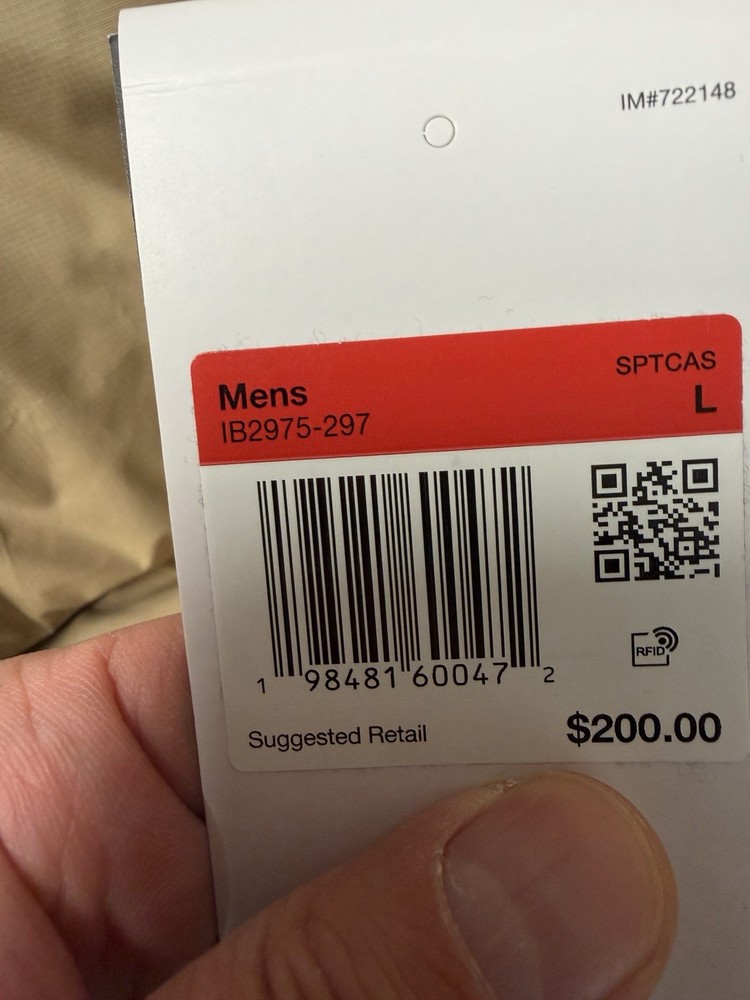 IM#722148
SPTCAS
Mens
L
IB2975-297
RFID
1 98481 60047 2
Suggested Retail
$200.00